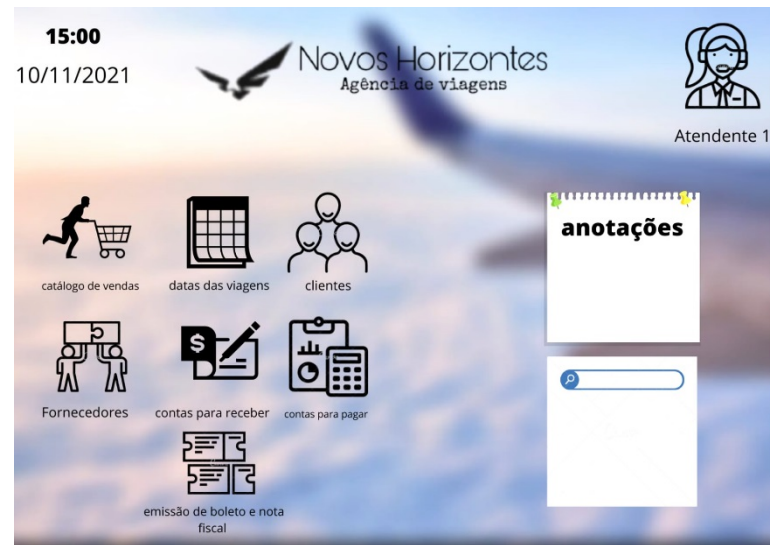 15:00
10/11/2021
Novos Horizontes
Agência de viagens
Atendente 1
catálogo de vendas
datas das viagens
clientes
anotações
Fornecedores
contas para receber
contas para pagar
emissão de boleto e nota
fiscal